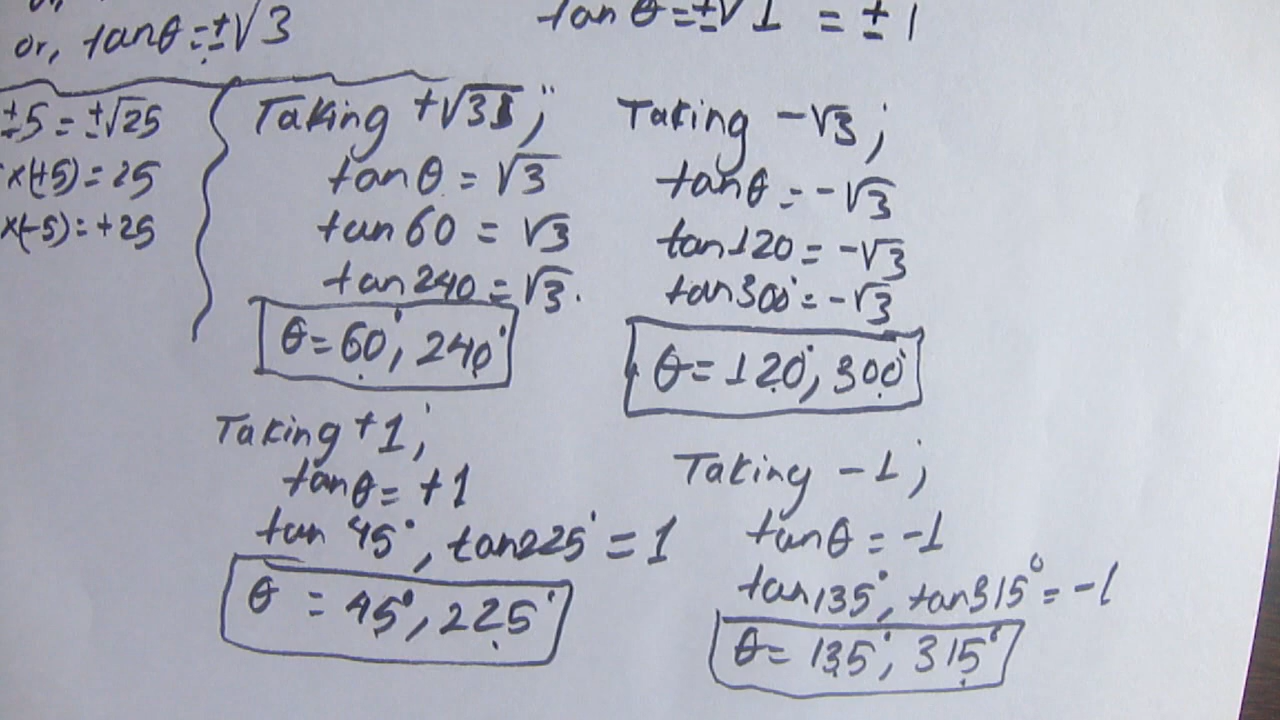 or, tanθ = ±√3
tanθ = ±√1 = ±1
±5 = ±√25
x(+5) = 25
x(-5) = +25
Taking +√3 ;
tanθ = √3
tan60 = √3
tan240 = √3.
θ = 60°, 240°
Taking -√3 ;
tanθ = -√3
tan120 = -√3
tan300° = -√3
θ = 120°, 300°
Taking +1 ;
tanθ = +1
tan 45°, tan225° = 1
θ = 45°, 225°
Taking -1 ;
tanθ = -1
tan135°, tan315° = -1
θ = 135°, 315°